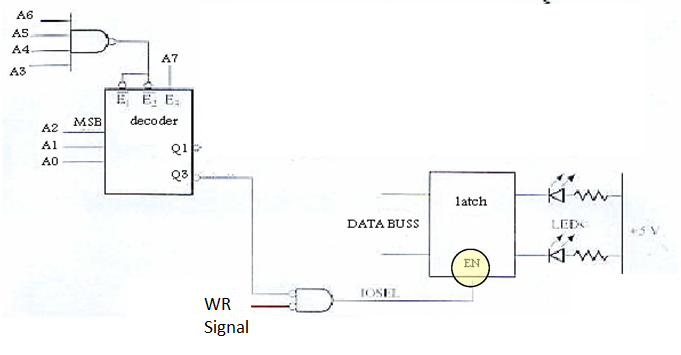 A6
A5
A4
A3
A7
E1 E2 E3
MSB
decoder
A2
A1
A0
Q1
Q3
latch
DATA BUSS
LEDs
+5 V
EN
IOSEL
WR
Signal